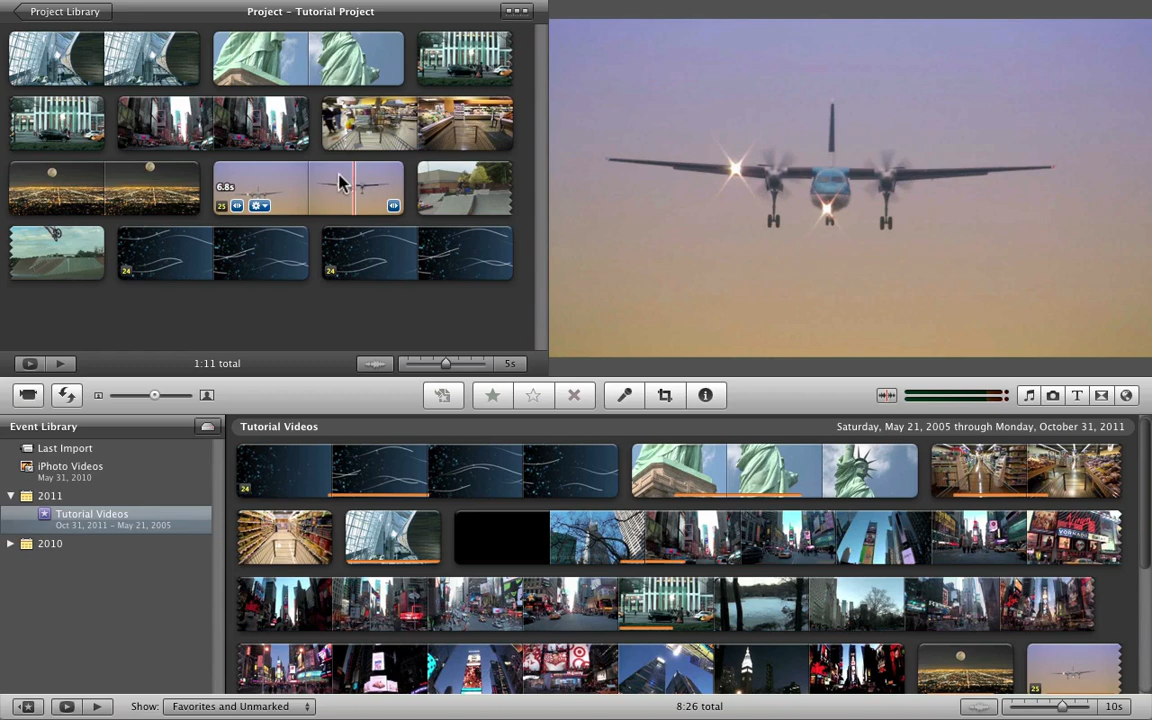 Project Library
Project – Tutorial Project
6.8s
25
24
24
1:11 total
5s
Event Library
Tutorial Videos
Saturday, May 21, 2005 through Monday, October 31, 2011
Last Import
iPhoto Videos
May 31, 2010
2011
Tutorial Videos
Oct 31, 2011 – May 21, 2005
2010
24
25
Show:
Favorites and Unmarked
8:26 total
10s